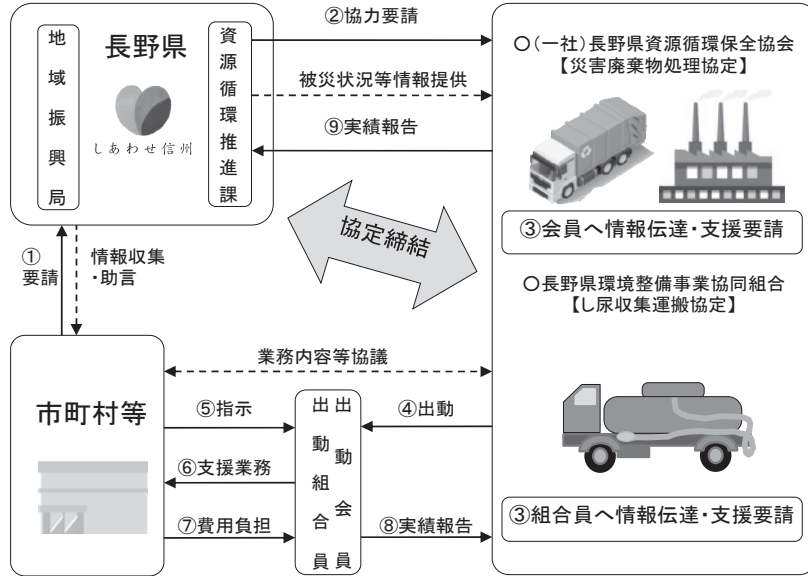 長野県
地域振興局
しあわせ信州
資源循環推進課
②協力要請
被災状況等情報提供
⑨実績報告
○(一社)長野県資源循環保全協会
【災害廃棄物処理協定】
③会員へ情報伝達・支援要請
協定締結
①
要請
情報収集
・助言
○長野県環境整備事業協同組合
【し尿収集運搬協定】
③組合員へ情報伝達・支援要請
業務内容等協議
市町村等
⑤指示
④出動
出動会員
出動組合員
⑥支援業務
⑦費用負担
⑧実績報告